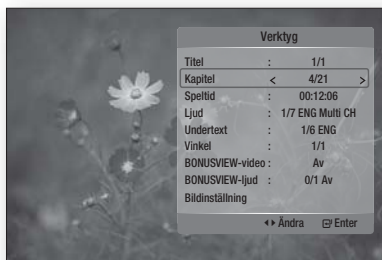 Verktyg
Titel : 1/1
Kapitel < 4/21 >
Speltid : 00:12:06
Ljud : 1/7 ENG Multi CH
Undertext : 1/6 ENG
Vinkel : 1/1
BONUSVIEW-video : Av
BONUSVIEW-ljud : 0/1 Av
Bildinställning
◄► Ändra Enter